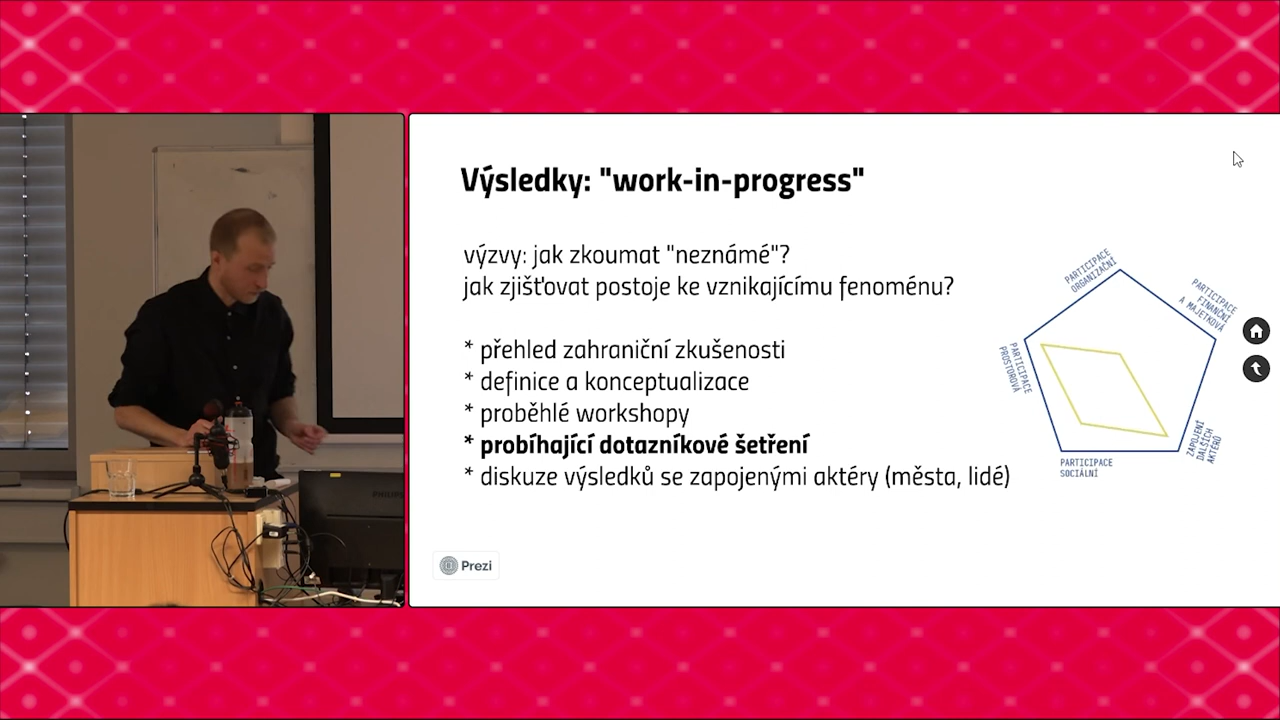 Výsledky: "work-in-progress"
výzvy: jak zkoumat "neznámé"?
jak zjišťovat postoje ke vznikajícímu fenoménu?
* přehled zahraniční zkušenosti
* definice a konceptualizace
* proběhlé workshopy
* probíhající dotazníkové šetření
* diskuze výsledků se zapojenými aktéry (města, lidé)
PARTICIPACE
ORGANIZAČNÍ
PARTICIPACE
FINANČNÍ
A MAJETKOVÁ
PARTICIPACE
PROSTOROVÁ
ZAPOJENÍ
DALŠÍCH
AKTÉRŮ
PARTICIPACE
SOCIÁLNÍ
Prezi
PHILIPS